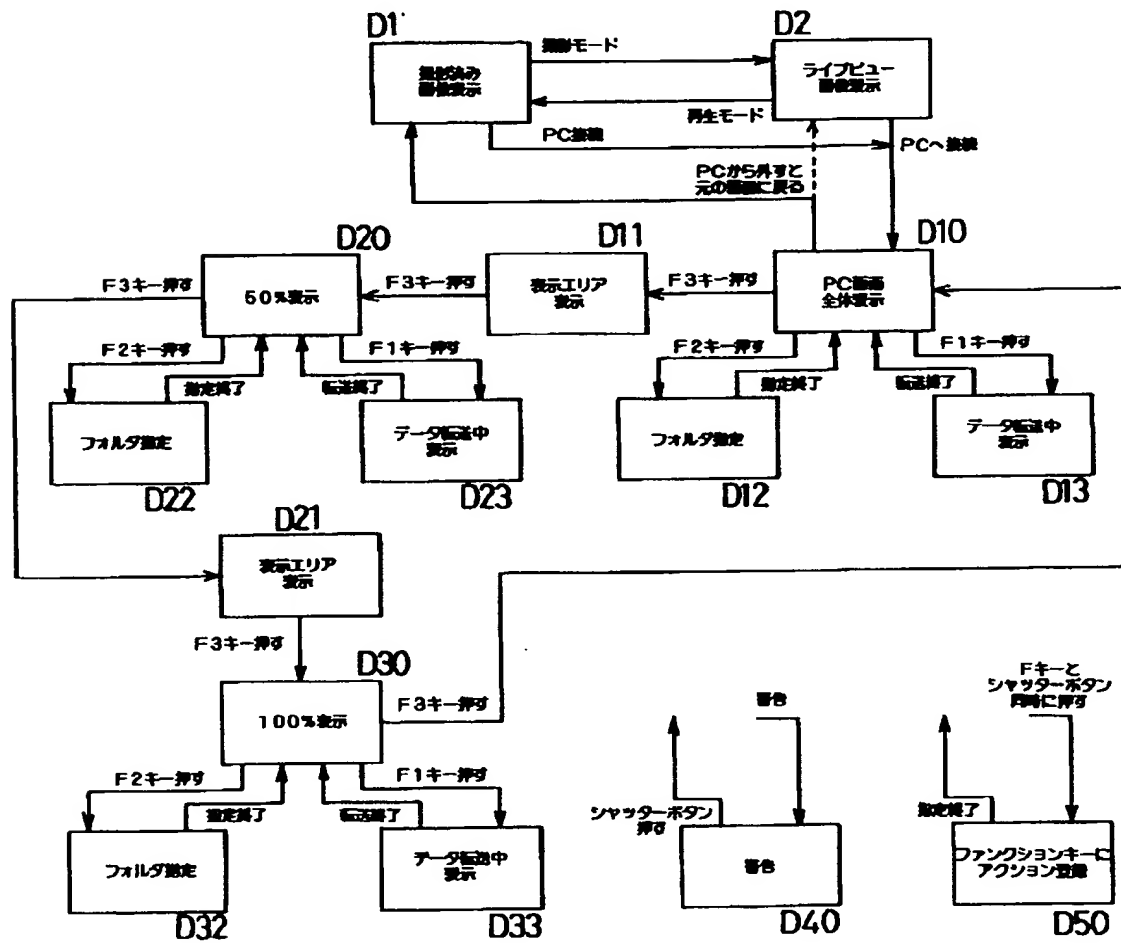 D1
D2
撮影済み
画像表示
撮影モード
ライブビュー
画像表示
再生モード
PC接続
PCへ接続
PCから外すと
元の画面に戻る
D20
D11
D10
F3キー押す
50%表示
F3キー押す
表示エリア
表示
F3キー押す
PC画面
全体表示
F2キー押す
F1キー押す
指定終了
転送終了
フォルダ指定
データ転送中
表示
D22
D23
F2キー押す
F1キー押す
指定終了
転送終了
フォルダ指定
データ転送中
表示
D12
D13
D21
表示エリア
表示
F3キー押す
D30
100%表示
F3キー押す
F2キー押す
F1キー押す
指定終了
転送終了
フォルダ指定
データ転送中
表示
D32
D33
警告
シャッターボタン
押す
警告
D40
Fキーと
シャッターボタン
同時に押す
指定終了
ファンクションキーに
アクション登録
D50